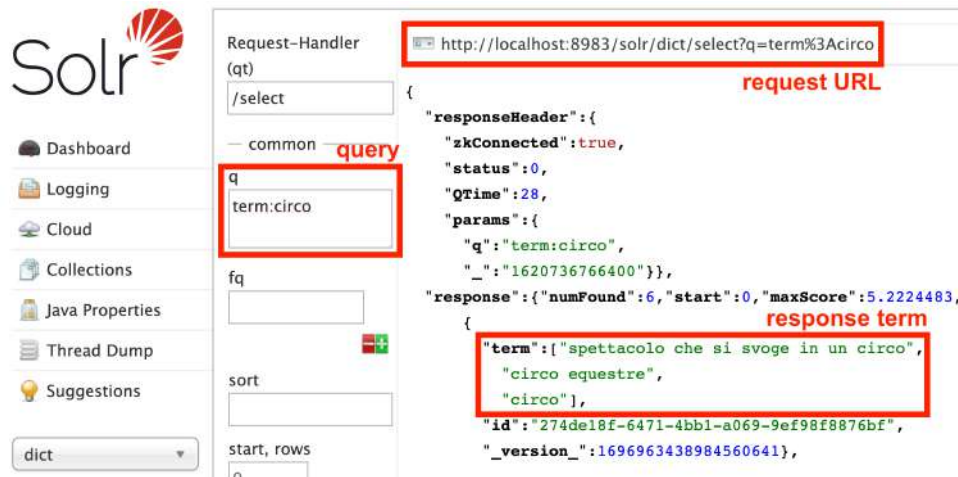 Solr
Dashboard
Logging
Cloud
Collections
Java Properties
Thread Dump
Suggestions
dict
Request-Handler
(qt)
/select
common
query
q
term:circo
fq
sort
start, rows
http://localhost:8983/solr/dict/select?q=term%3Acirco
request URL
{
"responseHeader":{
"zkConnected":true,
"status":0,
"QTime":28,
"params":{
"q":"term:circo",
"_":"1620736766400"}},
"response":{"numFound":6,"start":0,"maxScore":5.2224483,
response term
{
"term":["spettacolo che si svoge in un circo",
"circo equestre",
"circo"],
"id":"274de18f-6471-4bb1-a069-9ef98f8876bf",
"_version_":1696963438984560641},